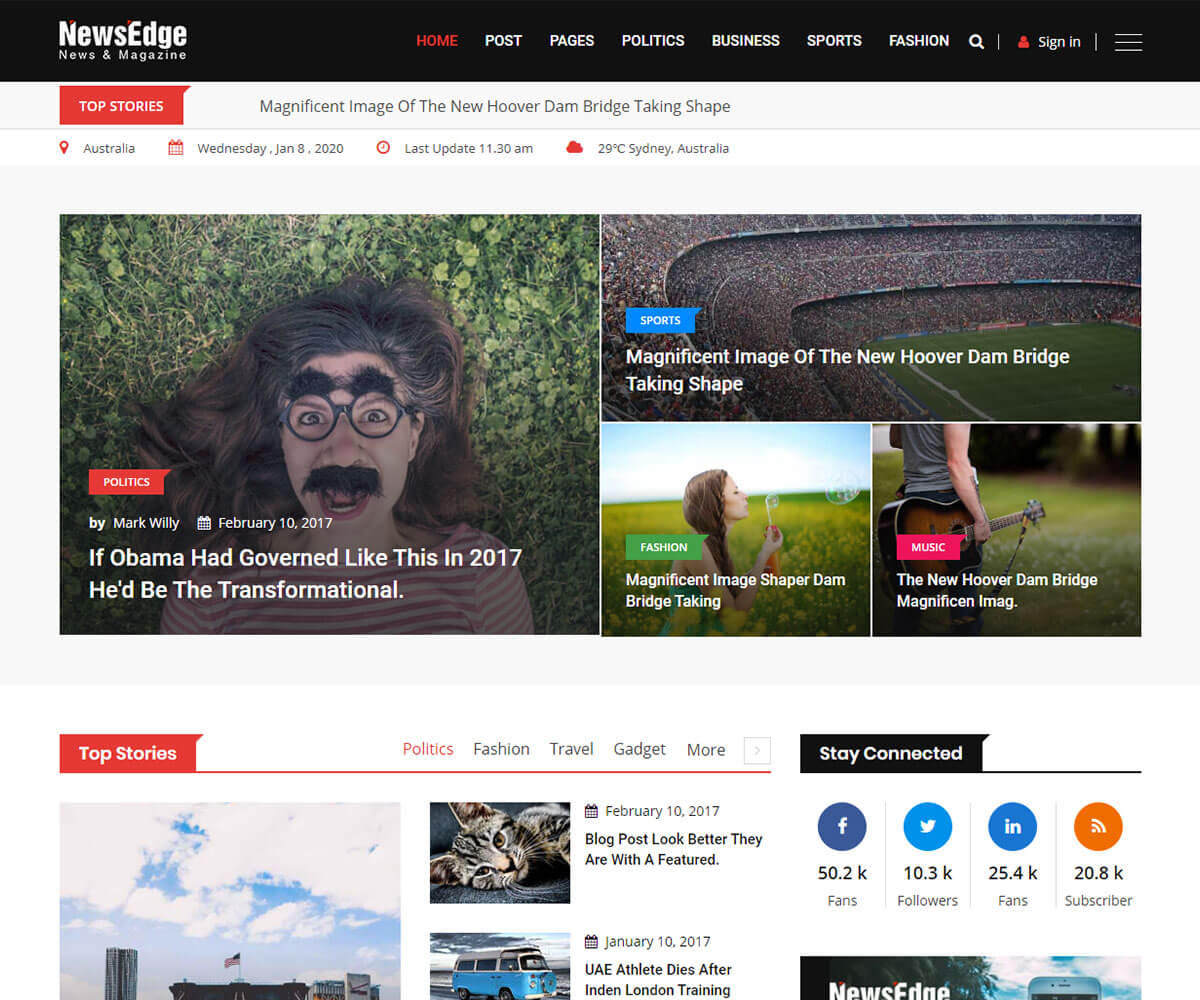 NewsEdge
News & Magazine
HOME POST PAGES POLITICS BUSINESS SPORTS FASHION Sign in
TOP STORIES Magnificent Image Of The New Hoover Dam Bridge Taking Shape
Australia Wednesday , Jan 8 , 2020 Last Update 11.30 am 29°C Sydney, Australia
POLITICS
by Mark Willy February 10, 2017
If Obama Had Governed Like This In 2017
He'd Be The Transformational.
SPORTS
Magnificent Image Of The New Hoover Dam Bridge
Taking Shape
FASHION
Magnificent Image Shaper Dam
Bridge Taking
MUSIC
The New Hoover Dam Bridge
Magnificen Imag.
Top Stories
Politics Fashion Travel Gadget More
February 10, 2017
Blog Post Look Better They
Are With A Featured.
January 10, 2017
UAE Athlete Dies After
Inden London Training
Stay Connected
50.2 k 10.3 k 25.4 k 20.8 k
Fans Followers Fans Subscriber
NewsEdge